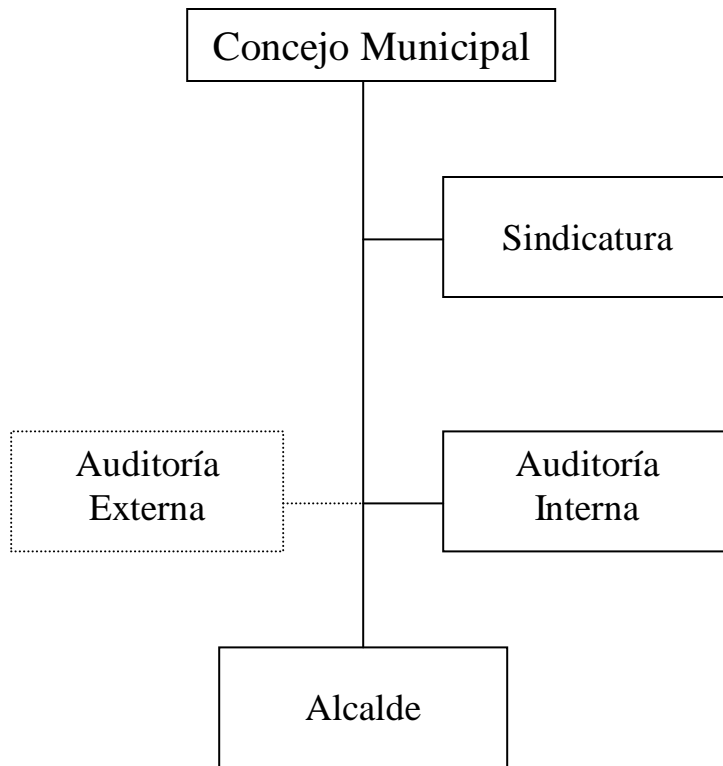 Concejo Municipal
Sindicatura
Auditoría
Externa
Auditoría
Interna
Alcalde